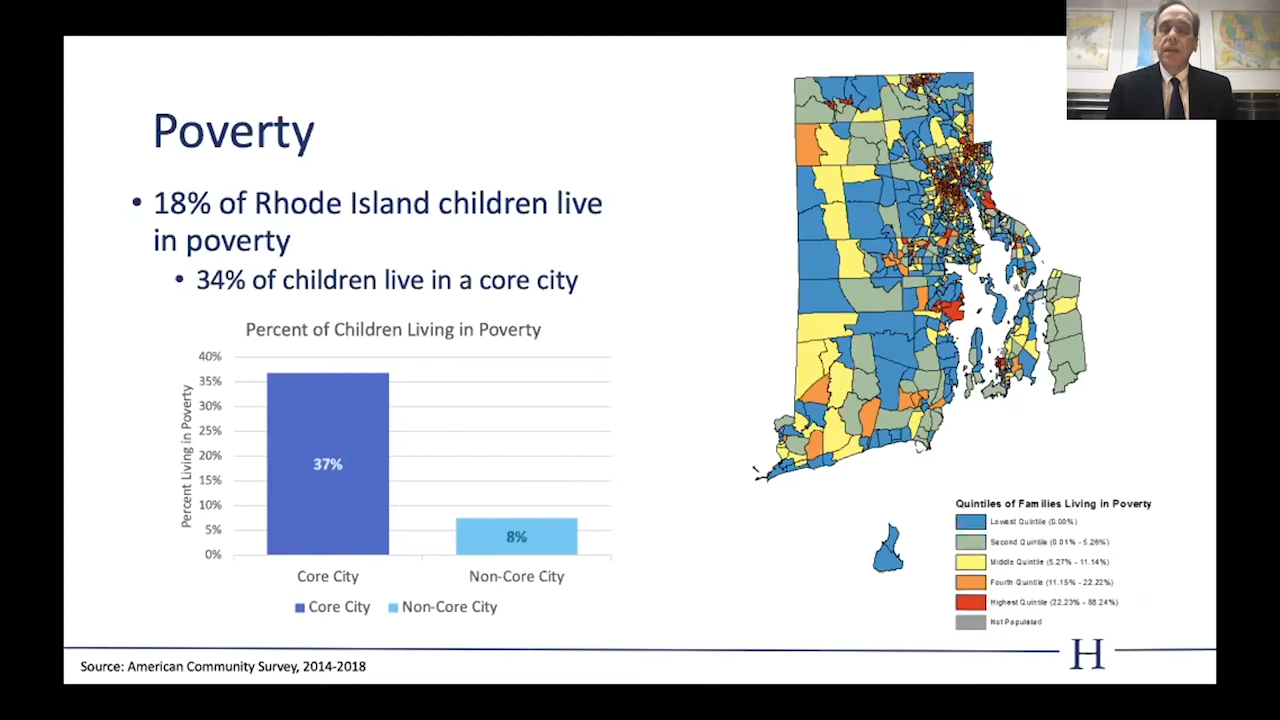 Poverty
• 18% of Rhode Island children live
in poverty
• 34% of children live in a core city
Percent of Children Living in Poverty
Percent Living in Poverty
40%
35%
30%
25%
20%
15%
10%
5%
0%
37%
8%
Core City
Non-Core City
Core City
Non-Core City
Quintiles of Families Living in Poverty
Lowest Quintile (0.00%)
Second Quintile (0.01% - 5.26%)
Middle Quintile (5.27% - 11.14%)
Fourth Quintile (11.15% - 22.22%)
Highest Quintile (22.23% - 88.24%)
Not Populated
Source: American Community Survey, 2014-2018
H